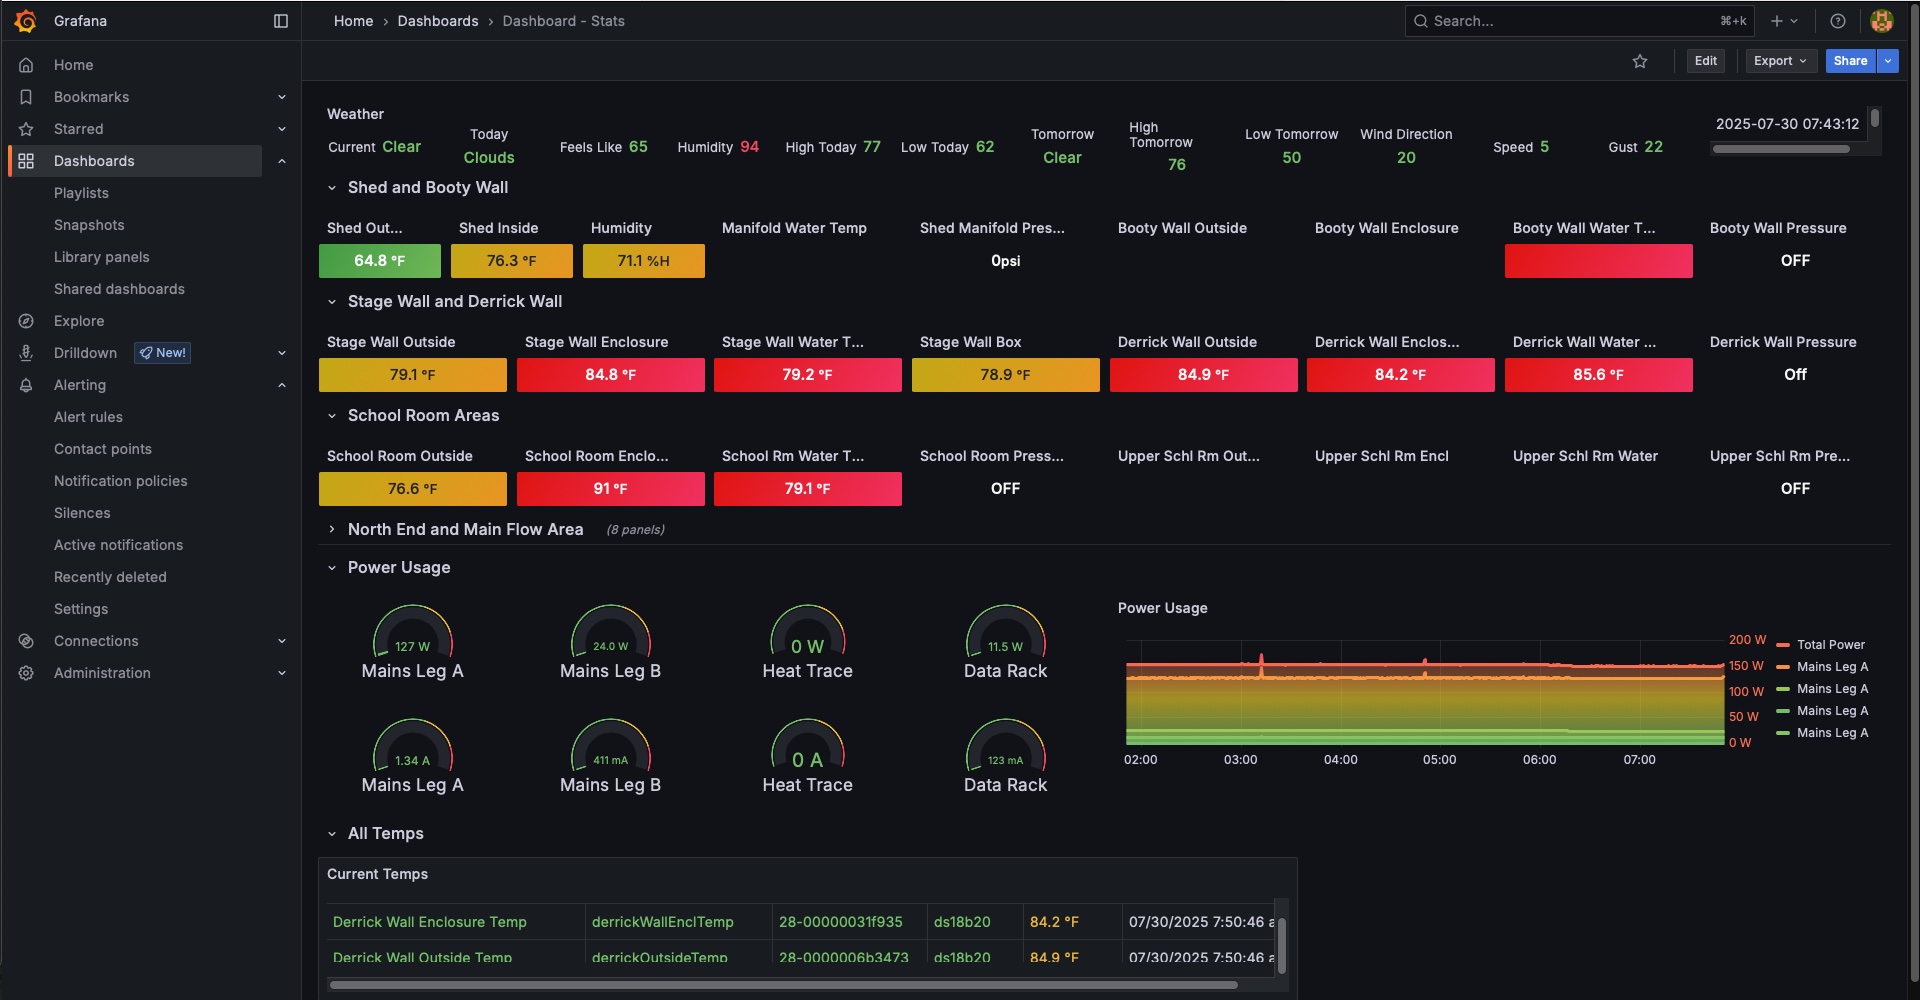 Grafana
Home › Dashboards › Dashboard - Stats
Search... ⌘+k
Edit Export Share
Home
Bookmarks
Starred
Dashboards
Playlists
Snapshots
Library panels
Shared dashboards
Explore
Drilldown New!
Alerting
Alert rules
Contact points
Notification policies
Silences
Active notifications
Recently deleted
Settings
Connections
Administration
Weather
Current Clear
Today
Clouds
Feels Like 65
Humidity 94
High Today 77
Low Today 62
Tomorrow
Clear
High
Tomorrow
76
Low Tomorrow
50
Wind Direction
20
Speed 5
Gust 22
2025-07-30 07:43:12
Shed and Booty Wall
Shed Out...
64.8 °F
Shed Inside
76.3 °F
Humidity
71.1 %H
Manifold Water Temp
Shed Manifold Pres...
0psi
Booty Wall Outside
Booty Wall Enclosure
Booty Wall Water T...
Booty Wall Pressure
OFF
Stage Wall and Derrick Wall
Stage Wall Outside
79.1 °F
Stage Wall Enclosure
84.8 °F
Stage Wall Water T...
79.2 °F
Stage Wall Box
78.9 °F
Derrick Wall Outside
84.9 °F
Derrick Wall Enclos...
84.2 °F
Derrick Wall Water ...
85.6 °F
Derrick Wall Pressure
Off
School Room Areas
School Room Outside
76.6 °F
School Room Enclo...
91 °F
School Rm Water T...
79.1 °F
School Room Press...
OFF
Upper Schl Rm Out...
Upper Schl Rm Encl
Upper Schl Rm Water
Upper Schl Rm Pre...
OFF
North End and Main Flow Area (8 panels)
Power Usage
127 W
Mains Leg A
24.0 W
Mains Leg B
0 W
Heat Trace
11.5 W
Data Rack
1.34 A
Mains Leg A
411 mA
Mains Leg B
0 A
Heat Trace
123 mA
Data Rack
Power Usage
200 W
150 W
100 W
50 W
0 W
02:00 03:00 04:00 05:00 06:00 07:00
Total Power
Mains Leg A
Mains Leg A
Mains Leg A
Mains Leg A
All Temps
Current Temps
Derrick Wall Enclosure Temp derrickWallEnclTemp 28-00000031f935 ds18b20 84.2 °F 07/30/2025 7:50:46 a
Derrick Wall Outside Temp derrickOutsideTemp 28-0000006b3473 ds18b20 84.9 °F 07/30/2025 7:50:46 a